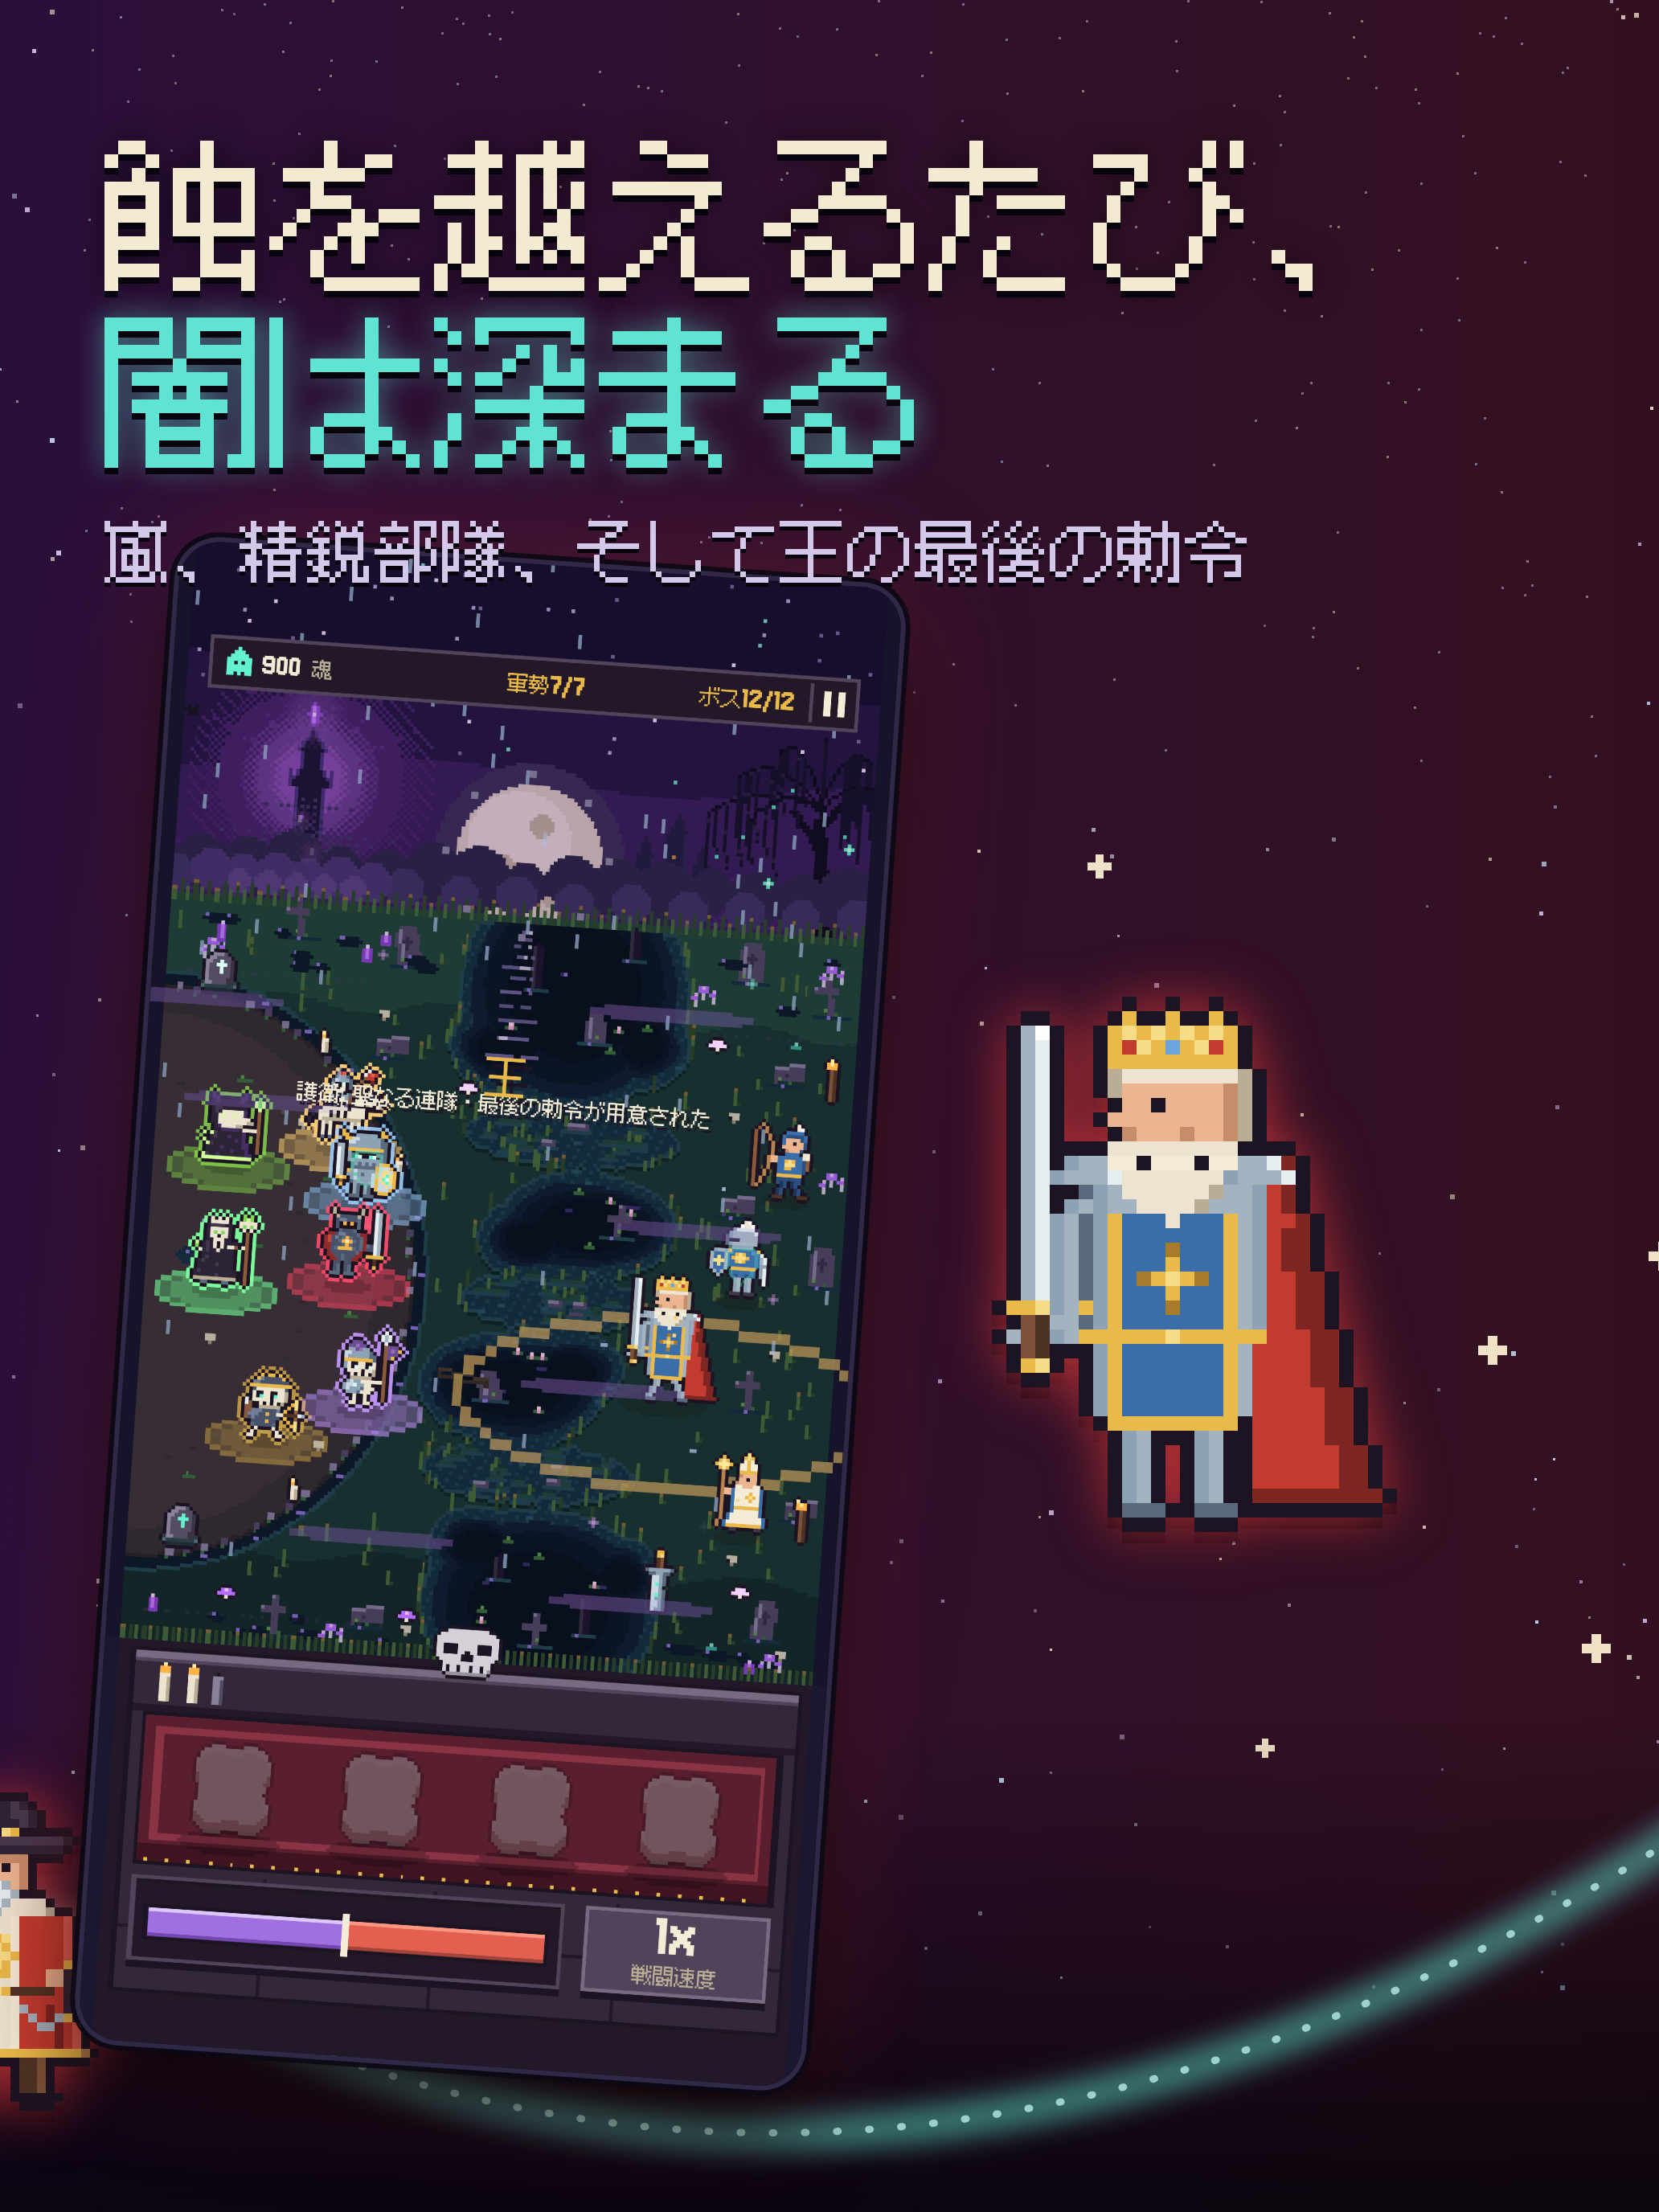 蝕を越えるたび、
闇は深まる
嵐、精鋭部隊、そして王の最後の勅令
900 魂 軍勢7/7 ボス12/12
王
護衛:聖なる連隊・最後の勅令が用意された
1x
戦闘速度